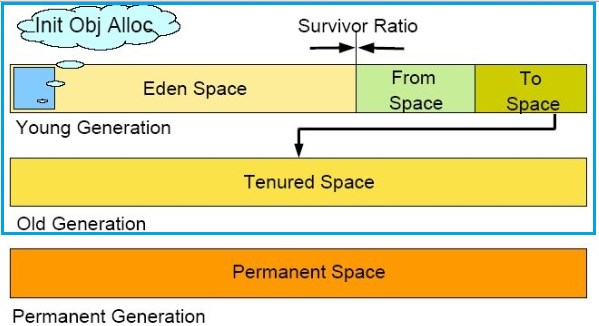 Init Obj Alloc
Survivor Ratio
Eden Space
From
Space
To
Space
Young Generation
Tenured Space
Old Generation
Permanent Space
Permanent Generation